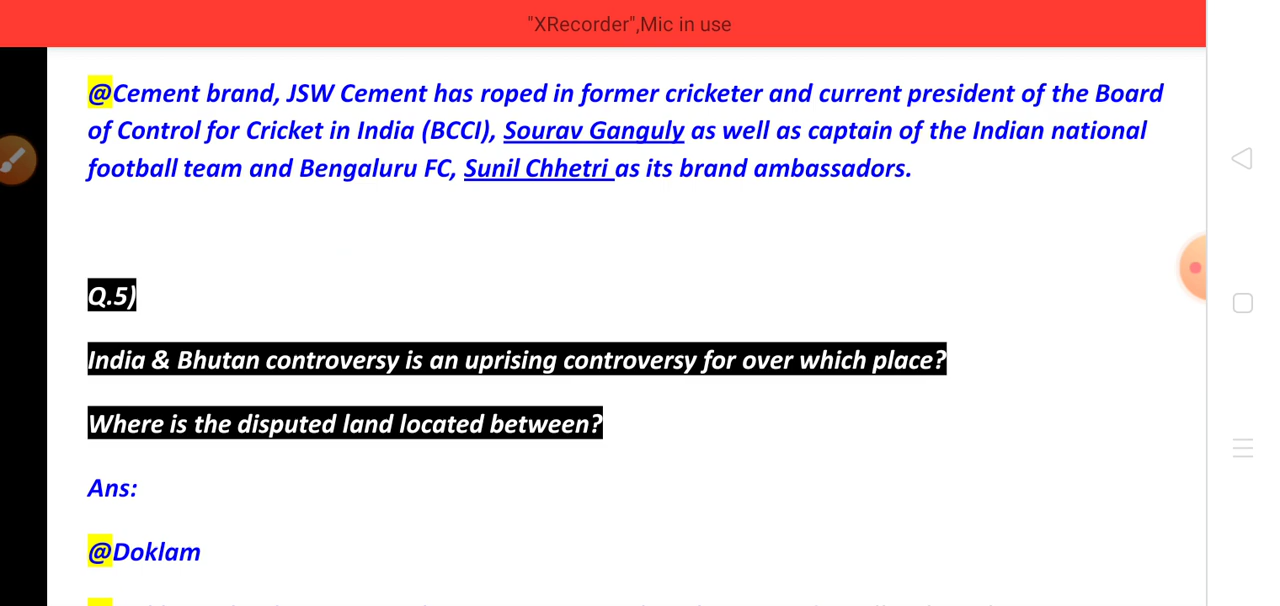 "XRecorder",Mic in use
@Cement brand, JSW Cement has roped in former cricketer and current president of the Board
of Control for Cricket in India (BCCI), Sourav Ganguly as well as captain of the Indian national
football team and Bengaluru FC, Sunil Chhetri as its brand ambassadors.
Q.5)
India & Bhutan controversy is an uprising controversy for over which place?
Where is the disputed land located between?
Ans:
@Doklam